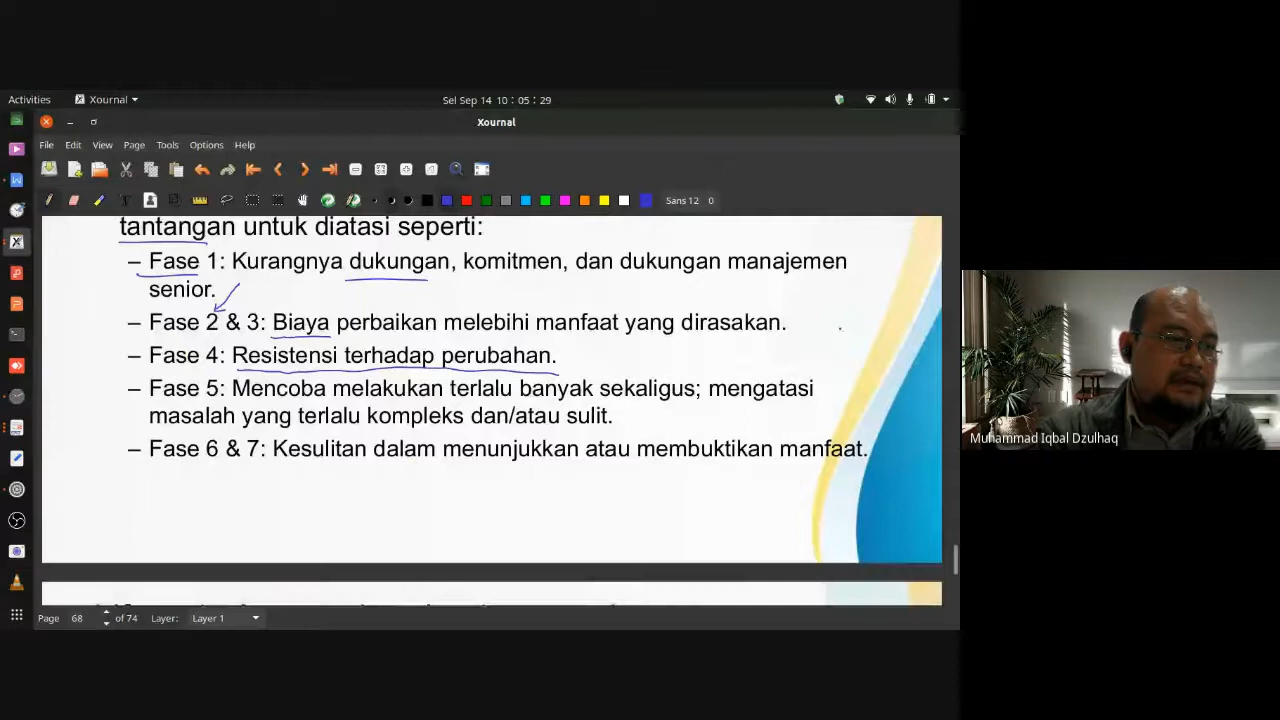 Activities
Xournal
Sel Sep 14 10:05:29
Xournal
File Edit View Page Tools Options Help
Sans 12 0
tantangan untuk diatasi seperti:
– Fase 1: Kurangnya dukungan, komitmen, dan dukungan manajemen
senior.
– Fase 2 & 3: Biaya perbaikan melebihi manfaat yang dirasakan.
– Fase 4: Resistensi terhadap perubahan.
– Fase 5: Mencoba melakukan terlalu banyak sekaligus; mengatasi
masalah yang terlalu kompleks dan/atau sulit.
– Fase 6 & 7: Kesulitan dalam menunjukkan atau membuktikan manfaat.
Muhammad Iqbal Dzulhaq
Page 68 of 74 Layer: Layer 1